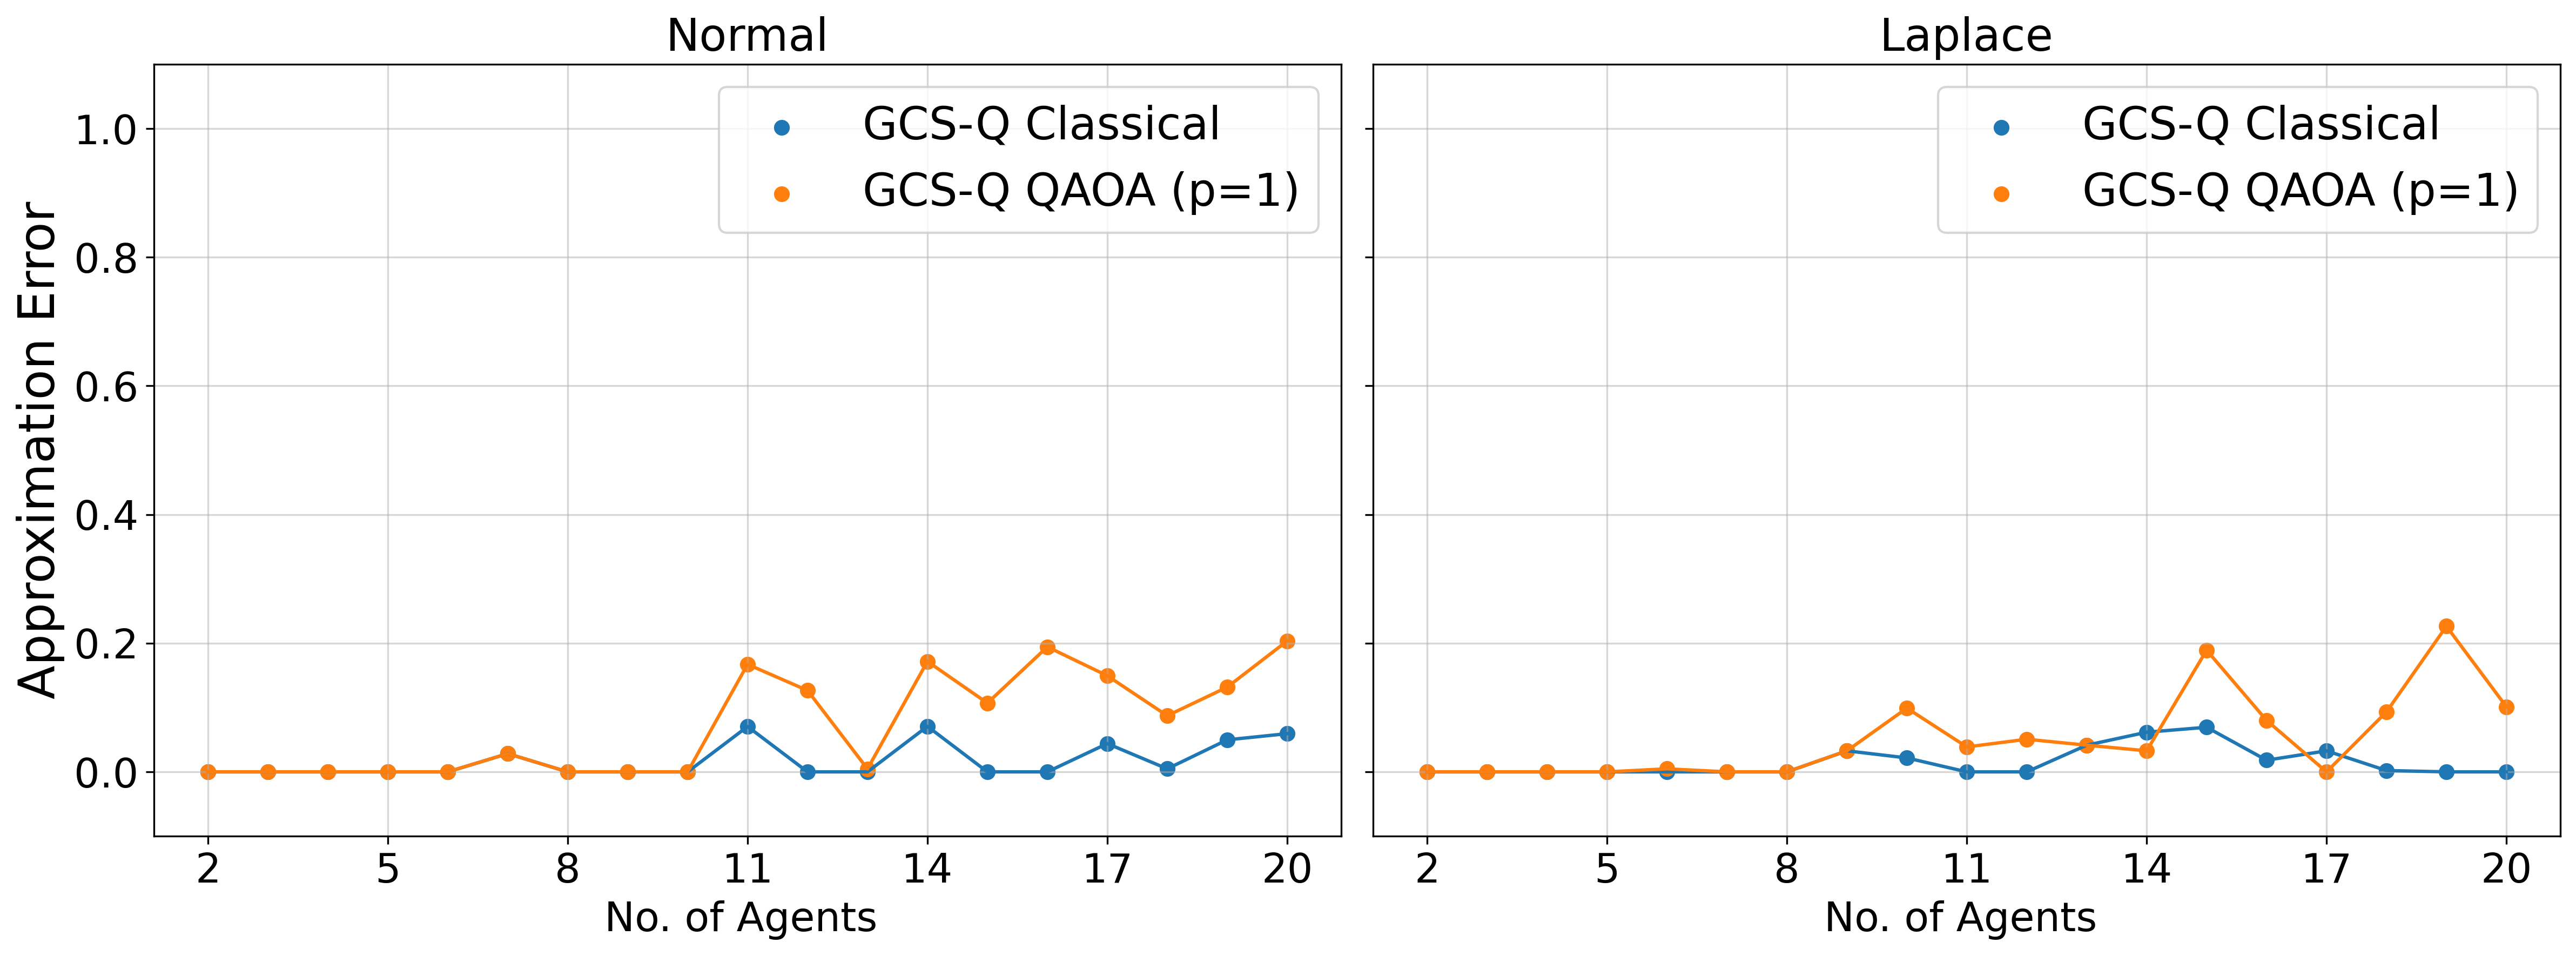 Normal
Laplace
Approximation Error
1.0
0.8
0.6
0.4
0.2
0.0
GCS-Q Classical
GCS-Q QAOA (p=1)
2 5 8 11 14 17 20
No. of Agents
GCS-Q Classical
GCS-Q QAOA (p=1)
2 5 8 11 14 17 20
No. of Agents